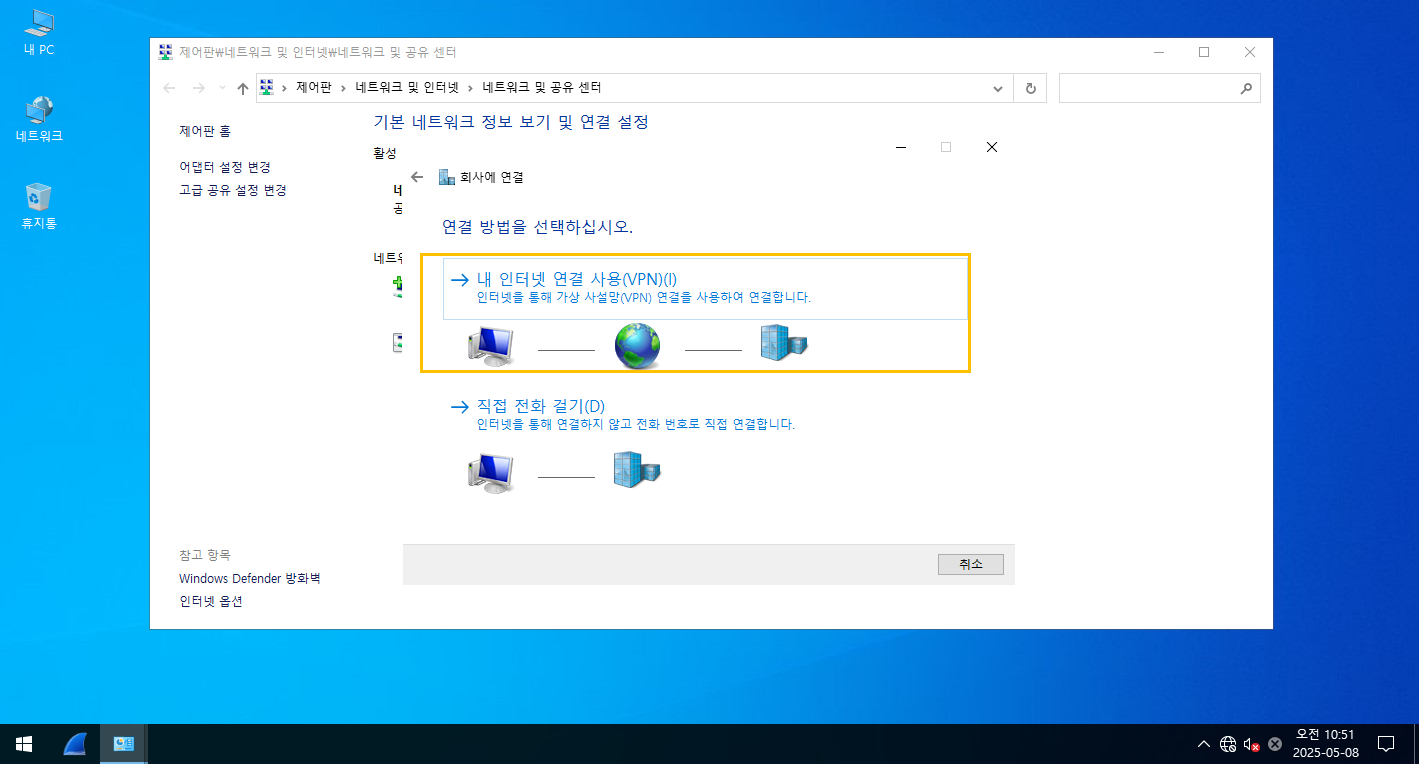 내 PC
네트워크
휴지통
제어판₩네트워크 및 인터넷₩네트워크 및 공유 센터
제어판 › 네트워크 및 인터넷 › 네트워크 및 공유 센터
제어판 홈
어댑터 설정 변경
고급 공유 설정 변경
기본 네트워크 정보 보기 및 연결 설정
활성
회사에 연결
연결 방법을 선택하십시오.
내 인터넷 연결 사용(VPN)(I)
인터넷을 통해 가상 사설망(VPN) 연결을 사용하여 연결합니다.
직접 전화 걸기(D)
인터넷을 통해 연결하지 않고 전화 번호로 직접 연결합니다.
취소
참고 항목
Windows Defender 방화벽
인터넷 옵션
오전 10:51
2025-05-08